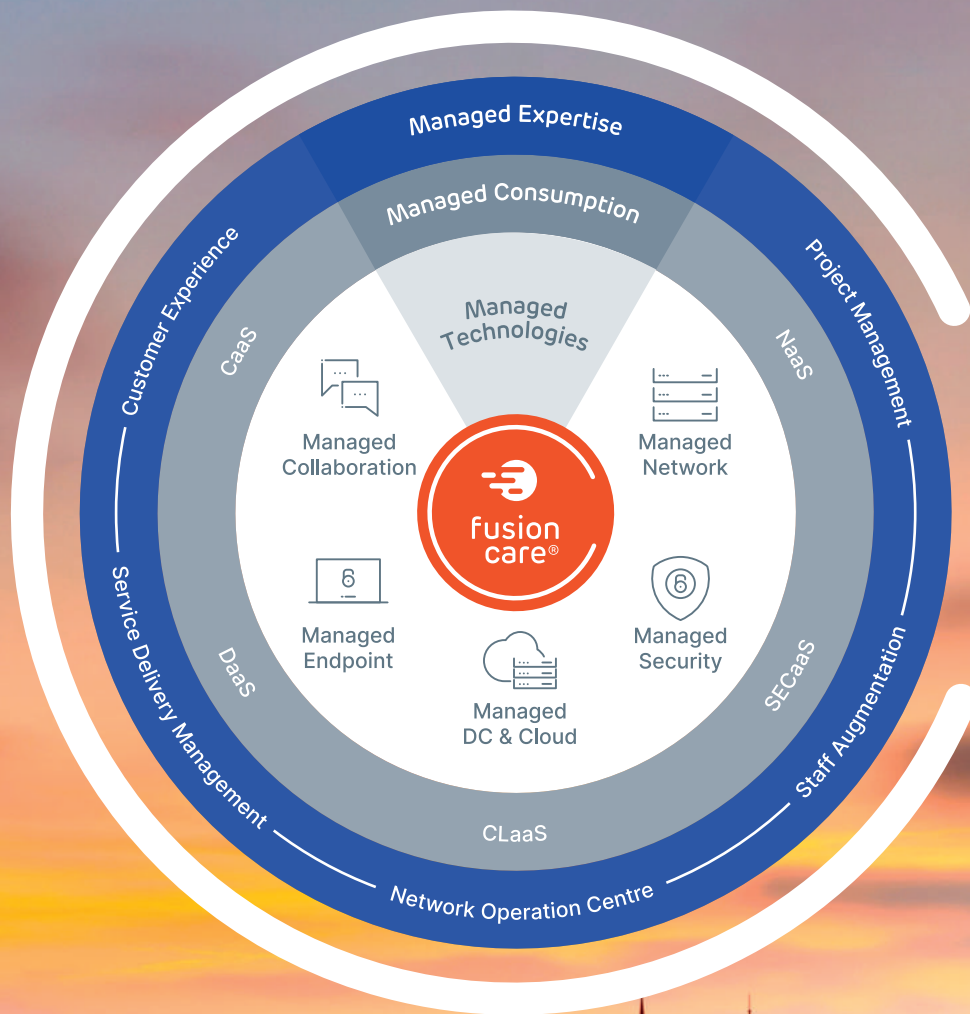 Managed Expertise
Managed Consumption
Managed
Technologies
Customer Experience
Project Management
CaaS
NaaS
Managed
Collaboration
Managed
Network
fusion
care®
Managed
Endpoint
Managed
Security
Managed
DC & Cloud
DaaS
SECaaS
CLaaS
Service Delivery Management
Staff Augmentation
Network Operation Centre